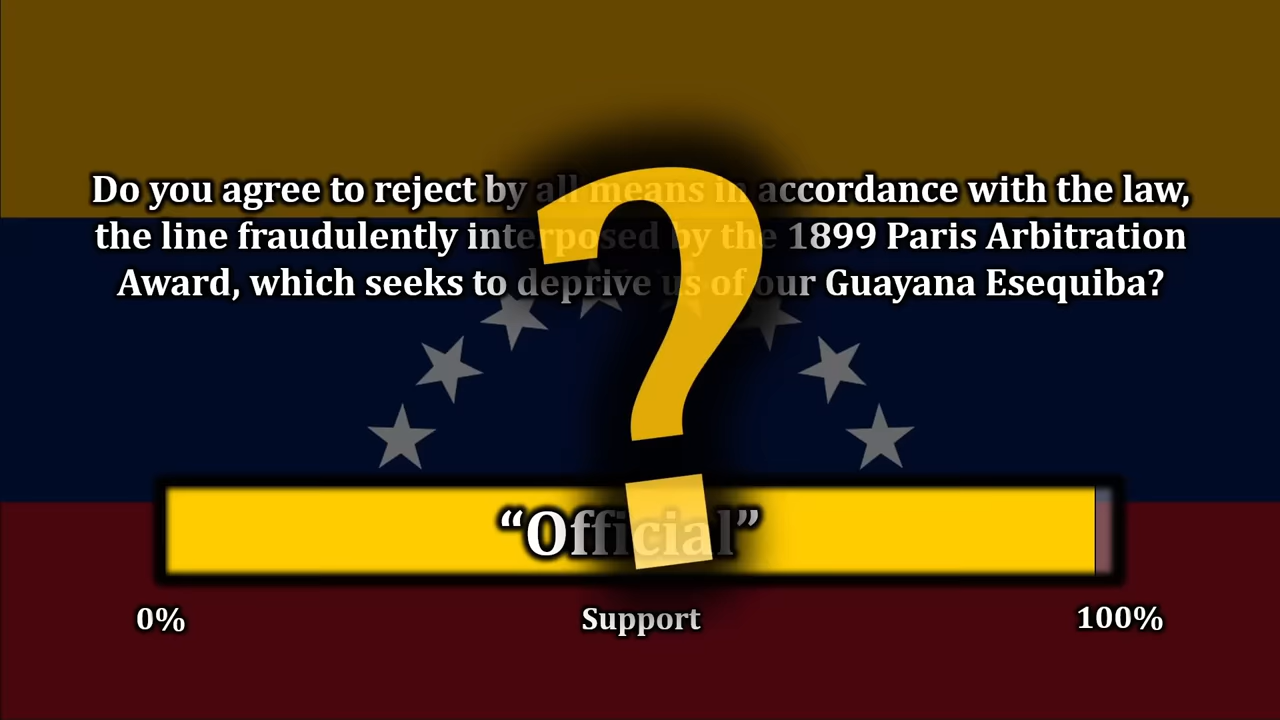 Do you agree to reject by all means in accordance with the law,
the line fraudulently interposed by the 1899 Paris Arbitration
Award, which seeks to deprive us of our Guayana Esequiba?
?
“Official”
0%
Support
100%